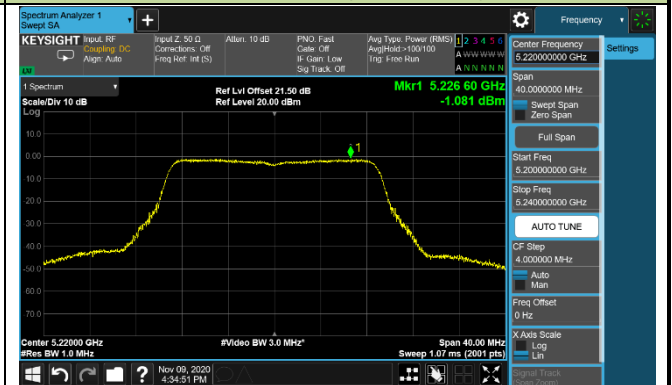 Spectrum Analyzer 1
Swept SA
Frequency
KEYSIGHT
Input: RF
Coupling: DC
Align: Auto
Input Z: 50 Ω
Corrections: Off
Freq Ref: Int (S)
Atten: 10 dB
PNO: Fast
Gate: Off
IF Gain: Low
Sig Track: Off
Avg Type: Power (RMS)
Avg|Hold:>100/100
Trig: Free Run
1 2 3 4 5 6
A W W W W W
A N N N N N
LV
1 Spectrum
Scale/Div 10 dB
Log
Ref Lvl Offset 21.50 dB
Ref Level 20.00 dBm
Mkr1 5.226 60 GHz
-1.081 dBm
1
10.0
0.00
-10.0
-20.0
-30.0
-40.0
-50.0
-60.0
-70.0
Center 5.22000 GHz
#Res BW 1.0 MHz
#Video BW 3.0 MHz*
Span 40.00 MHz
Sweep 1.07 ms (2001 pts)
Nov 09, 2020
4:34:51 PM
Center Frequency
5.220000000 GHz
Settings
Span
40.0000000 MHz
Swept Span
Zero Span
Full Span
Start Freq
5.200000000 GHz
Stop Freq
5.240000000 GHz
AUTO TUNE
CF Step
4.000000 MHz
Auto
Man
Freq Offset
0 Hz
X Axis Scale
Log
Lin
Signal Track
(Span Zoom)